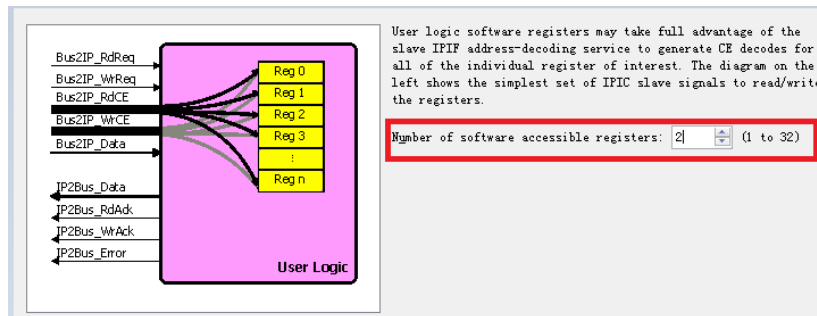 Bus2IP_RdReq
Bus2IP_WrReq
Bus2IP_RdCE
Bus2IP_WrCE
Bus2IP_Data
IP2Bus_Data
IP2Bus_RdAck
IP2Bus_WrAck
IP2Bus_Error
Reg 0
Reg 1
Reg 2
Reg 3
⋮
Reg n
User Logic
User logic software registers may take full advantage of the
slave IPIF address-decoding service to generate CE decodes for
all of the individual register of interest. The diagram on the
left shows the simplest set of IPIC slave signals to read/write
the registers.
Number of software accessible registers: 2 (1 to 32)